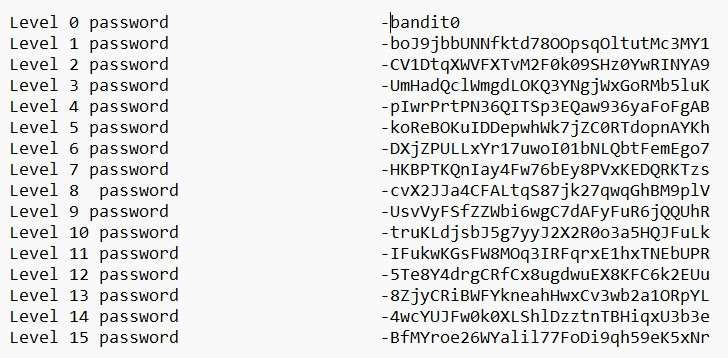 Level 0 password -bandit0
Level 1 password -boJ9jbbUNNfktd78OOpsqOltutMc3MY1
Level 2 password -CV1DtqXWVFXTvM2F0k09SHz0YwRINYA9
Level 3 password -UmHadQclWmgdLOKQ3YNgjWxGoRMb5luK
Level 4 password -pIwrPrtPN36QITSp3EQaw936yaFoFgAB
Level 5 password -koReBOKuIDDepwhWk7jZC0RTdopnAYKh
Level 6 password -DXjZPULLxYr17uwoI01bNLQbtFemEgo7
Level 7 password -HKBPTKQnIay4Fw76bEy8PVxKEDQRKTzs
Level 8  password -cvX2JJa4CFALtqS87jk27qwqGhBM9plV
Level 9 password -UsvVyFSfZZWbi6wgC7dAFyFuR6jQQUhR
Level 10 password -truKLdjsbJ5g7yyJ2X2R0o3a5HQJFuLk
Level 11 password -IFukwKGsFW8MOq3IRFqrxE1hxTNEbUPR
Level 12 password -5Te8Y4drgCRfCx8ugdwuEX8KFC6k2EUu
Level 13 password -8ZjyCRiBWFYkneahHwxCv3wb2a1ORpYL
Level 14 password -4wcYUJFw0k0XLShlDzztnTBHiqxU3b3e
Level 15 password -BfMYroe26WYalil77FoDi9qh59eK5xNr